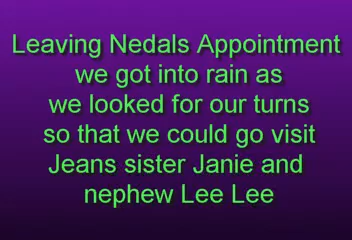 Leaving Nedals Appointment
we got into rain as
we looked for our turns
so that we could go visit
Jeans sister Janie and
nephew Lee Lee